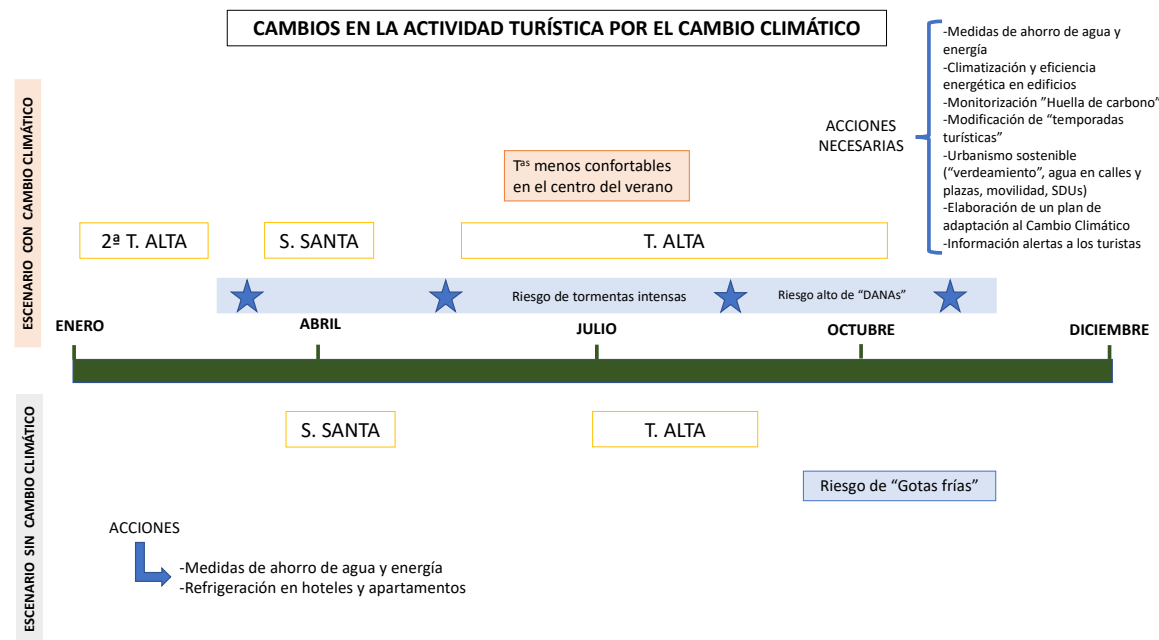 CAMBIOS EN LA ACTIVIDAD TURÍSTICA POR EL CAMBIO CLIMÁTICO
ESCENARIO CON CAMBIO CLIMÁTICO
ACCIONES
NECESARIAS
-Medidas de ahorro de agua y
energía
-Climatización y eficiencia
energética en edificios
-Monitorización ”Huella de carbono”
-Modificación de “temporadas
turísticas”
-Urbanismo sostenible
(“verdeamiento”, agua en calles y
plazas, movilidad, SDUs)
-Elaboración de un plan de
adaptación al Cambio Climático
-Información alertas a los turistas
Tᵃˢ menos confortables
en el centro del verano
2ª T. ALTA
S. SANTA
T. ALTA
Riesgo de tormentas intensas
Riesgo alto de “DANAs”
ENERO
ABRIL
JULIO
OCTUBRE
DICIEMBRE
ESCENARIO SIN CAMBIO CLIMÁTICO
S. SANTA
T. ALTA
Riesgo de “Gotas frías”
ACCIONES
-Medidas de ahorro de agua y energía
-Refrigeración en hoteles y apartamentos